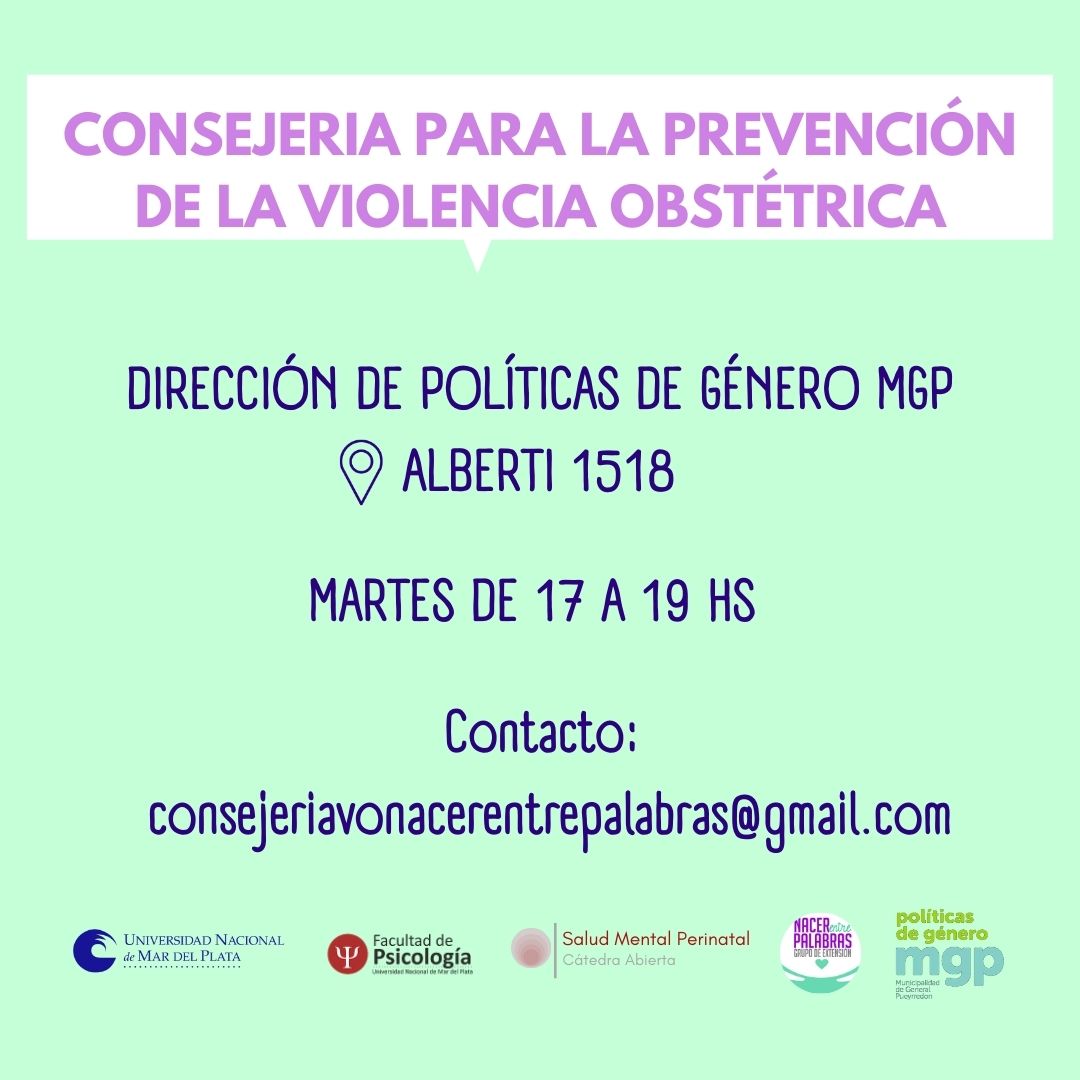 CONSEJERIA PARA LA PREVENCIÓN
DE LA VIOLENCIA OBSTÉTRICA
DIRECCIÓN DE POLÍTICAS DE GÉNERO MGP
ALBERTI 1518
MARTES DE 17 A 19 HS
Contacto:
consejeriavonacerentrepalabras@gmail.com
UNIVERSIDAD NACIONAL
de MAR DEL PLATA
Facultad de
Psicología
Universidad Nacional de Mar del Plata
Salud Mental Perinatal
Cátedra Abierta
NACER entre
PALABRAS
GRUPO DE EXTENSIÓN
políticas
de género
mgp
Municipalidad
de General
Pueyrredon